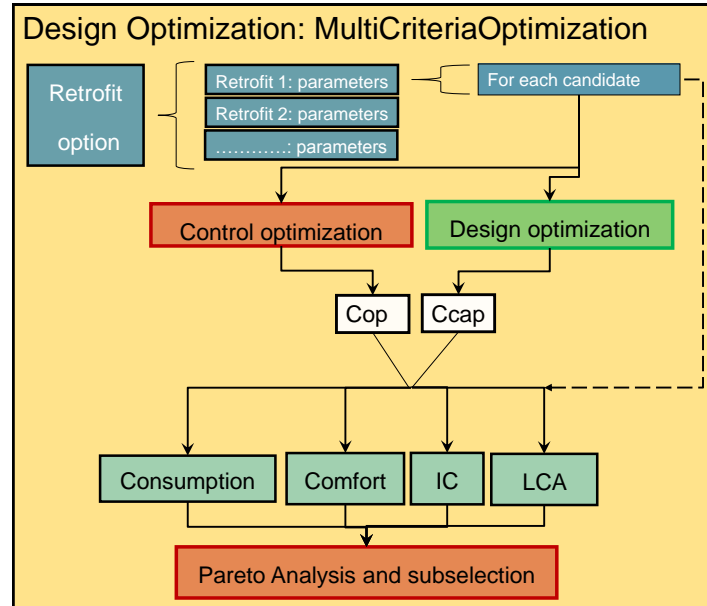 Design Optimization: MultiCriteriaOptimization
Retrofit
option
Retrofit 1: parameters
Retrofit 2: parameters
…………: parameters
For each candidate
Control optimization
Design optimization
Cop
Ccap
Consumption
Comfort
IC
LCA
Pareto Analysis and subselection